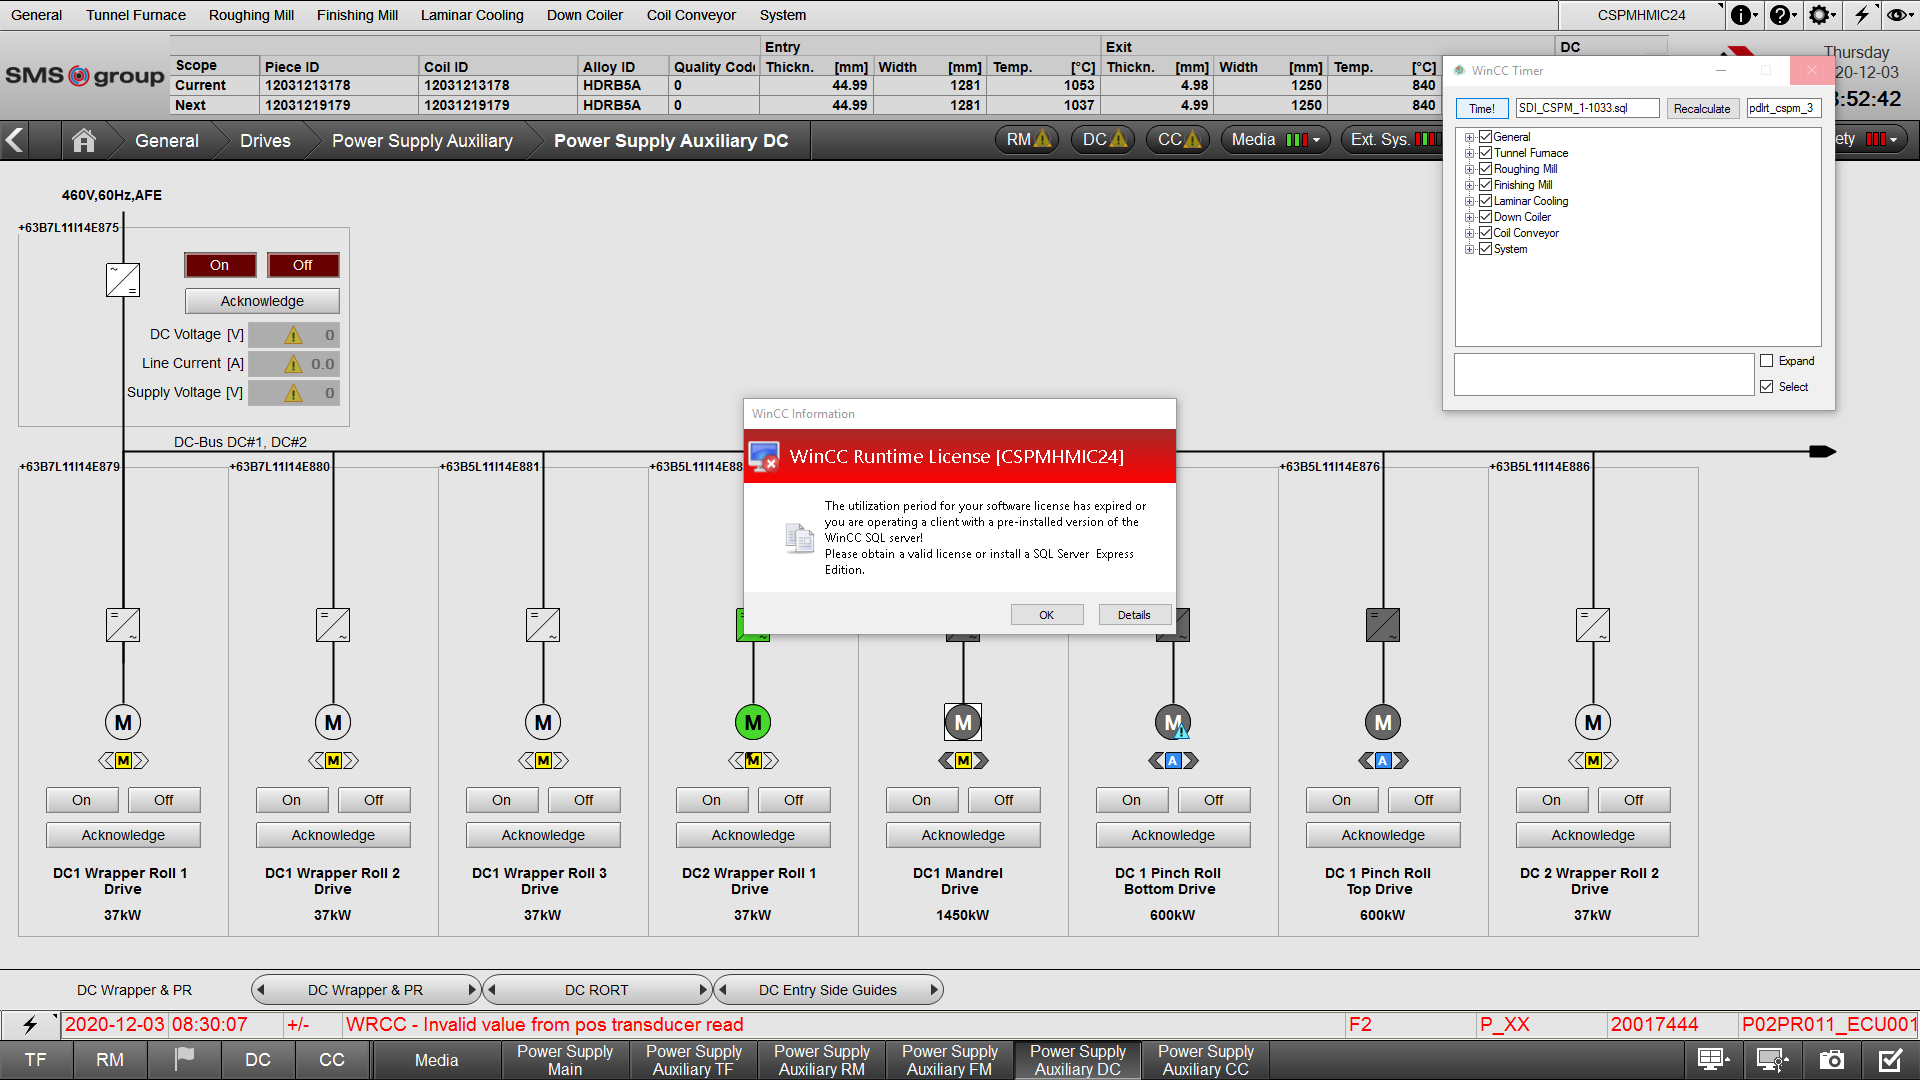 General Tunnel Furnace Roughing Mill Finishing Mill Laminar Cooling Down Coiler Coil Conveyor System CSPMHMIC24
SMS group
Entry Exit DC
Scope Piece ID Coil ID Alloy ID Quality Code Thickn. [mm] Width [mm] Temp. [°C] Thickn. [mm] Width [mm] Temp. [°C]
Current 12031213178 12031213178 HDRB5A 0 44.99 1281 1053 4.98 1250 840
Next 12031219179 12031219179 HDRB5A 0 44.99 1281 1037 4.99 1250 840
Thursday
20-12-03
:52:42
General Drives Power Supply Auxiliary Power Supply Auxiliary DC RM DC CC Media Ext. Sys. ety
WinCC Timer
Time! SDI_CSPM_1-1033.sql Recalculate pdlrt_cspm_3
General
Tunnel Furnace
Roughing Mill
Finishing Mill
Laminar Cooling
Down Coiler
Coil Conveyor
System
Expand
Select
460V,60Hz,AFE
+63B7L11I14E875
On Off
Acknowledge
DC Voltage [V] 0
Line Current [A] 0.0
Supply Voltage [V] 0
DC-Bus DC#1, DC#2
+63B7L11I14E879 +63B7L11I14E880 +63B5L11I14E881 +63B5L11I14E88 +63B5L11I14E876 +63B5L11I14E886
WinCC Information
WinCC Runtime License [CSPMHMIC24]
The utilization period for your software license has expired or
you are operating a client with a pre-installed version of the
WinCC SQL server!
Please obtain a valid license or install a SQL Server Express
Edition.
OK Details
M M M M M M M M
M M M M M A A M
On Off On Off On Off On Off On Off On Off On Off On Off
Acknowledge Acknowledge Acknowledge Acknowledge Acknowledge Acknowledge Acknowledge Acknowledge
DC1 Wrapper Roll 1 DC1 Wrapper Roll 2 DC1 Wrapper Roll 3 DC2 Wrapper Roll 1 DC1 Mandrel DC 1 Pinch Roll DC 1 Pinch Roll DC 2 Wrapper Roll 2
Drive Drive Drive Drive Drive Bottom Drive Top Drive Drive
37kW 37kW 37kW 37kW 1450kW 600kW 600kW 37kW
DC Wrapper & PR DC Wrapper & PR DC RORT DC Entry Side Guides
2020-12-03 08:30:07 +/- WRCC - Invalid value from pos transducer read F2 P_XX 20017444 P02PR011_ECU001
TF RM DC CC Media Power Supply Power Supply Power Supply Power Supply Power Supply Power Supply
Main Auxiliary TF Auxiliary RM Auxiliary FM Auxiliary DC Auxiliary CC